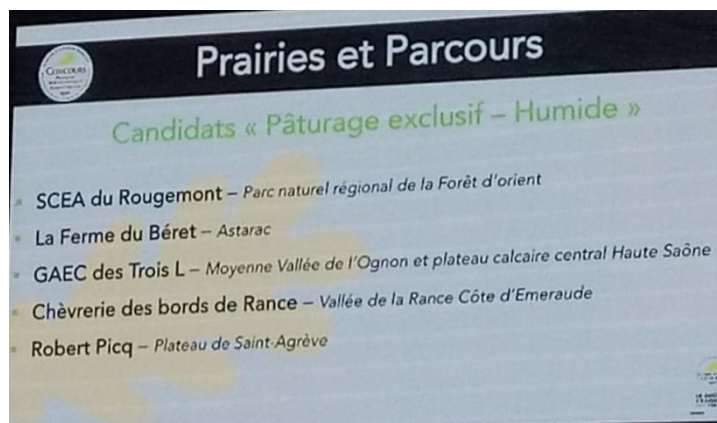 CONCOURS
Prairies et Parcours
Candidats « Pâturage exclusif – Humide »
SCEA du Rougemont – Parc naturel régional de la Forêt d'orient
La Ferme du Béret – Astarac
GAEC des Trois L – Moyenne Vallée de l'Ognon et plateau calcaire central Haute Saône
Chèvrerie des bords de Rance – Vallée de la Rance Côte d'Emeraude
Robert Picq – Plateau de Saint-Agrève